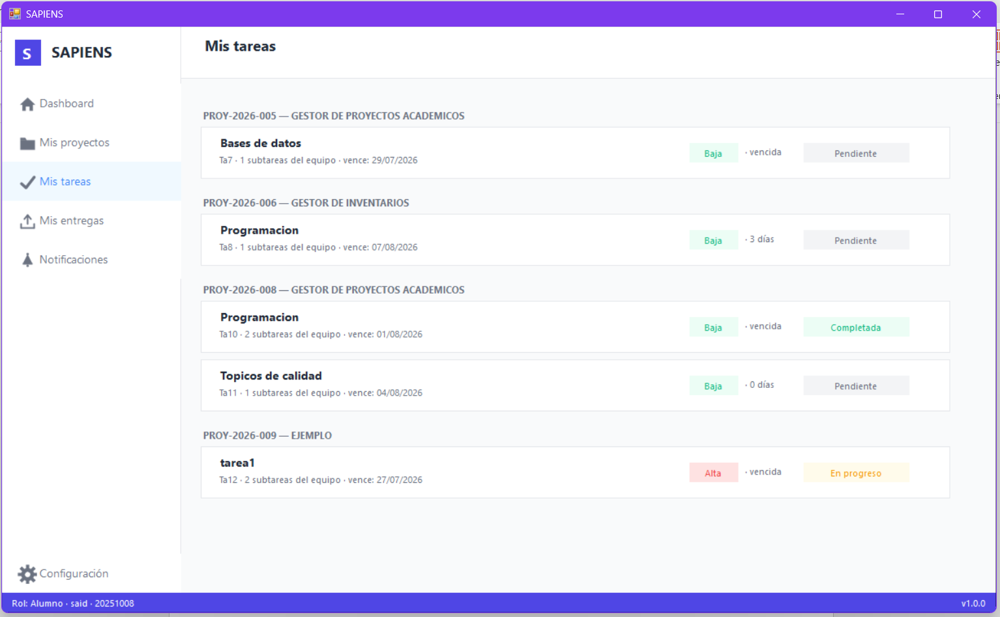 SAPIENS
S SAPIENS
Mis tareas
Dashboard
Mis proyectos
Mis tareas
Mis entregas
Notificaciones
PROY-2026-005 — GESTOR DE PROYECTOS ACADEMICOS
Bases de datos
Ta7 · 1 subtareas del equipo · vence: 29/07/2026
Baja · vencida Pendiente
PROY-2026-006 — GESTOR DE INVENTARIOS
Programacion
Ta8 · 1 subtareas del equipo · vence: 07/08/2026
Baja · 3 días Pendiente
PROY-2026-008 — GESTOR DE PROYECTOS ACADEMICOS
Programacion
Ta10 · 2 subtareas del equipo · vence: 01/08/2026
Baja · vencida Completada
Topicos de calidad
Ta11 · 1 subtareas del equipo · vence: 04/08/2026
Baja · 0 días Pendiente
PROY-2026-009 — EJEMPLO
tarea1
Ta12 · 2 subtareas del equipo · vence: 27/07/2026
Alta · vencida En progreso
Configuración
Rol: Alumno · said · 20251008
v1.0.0